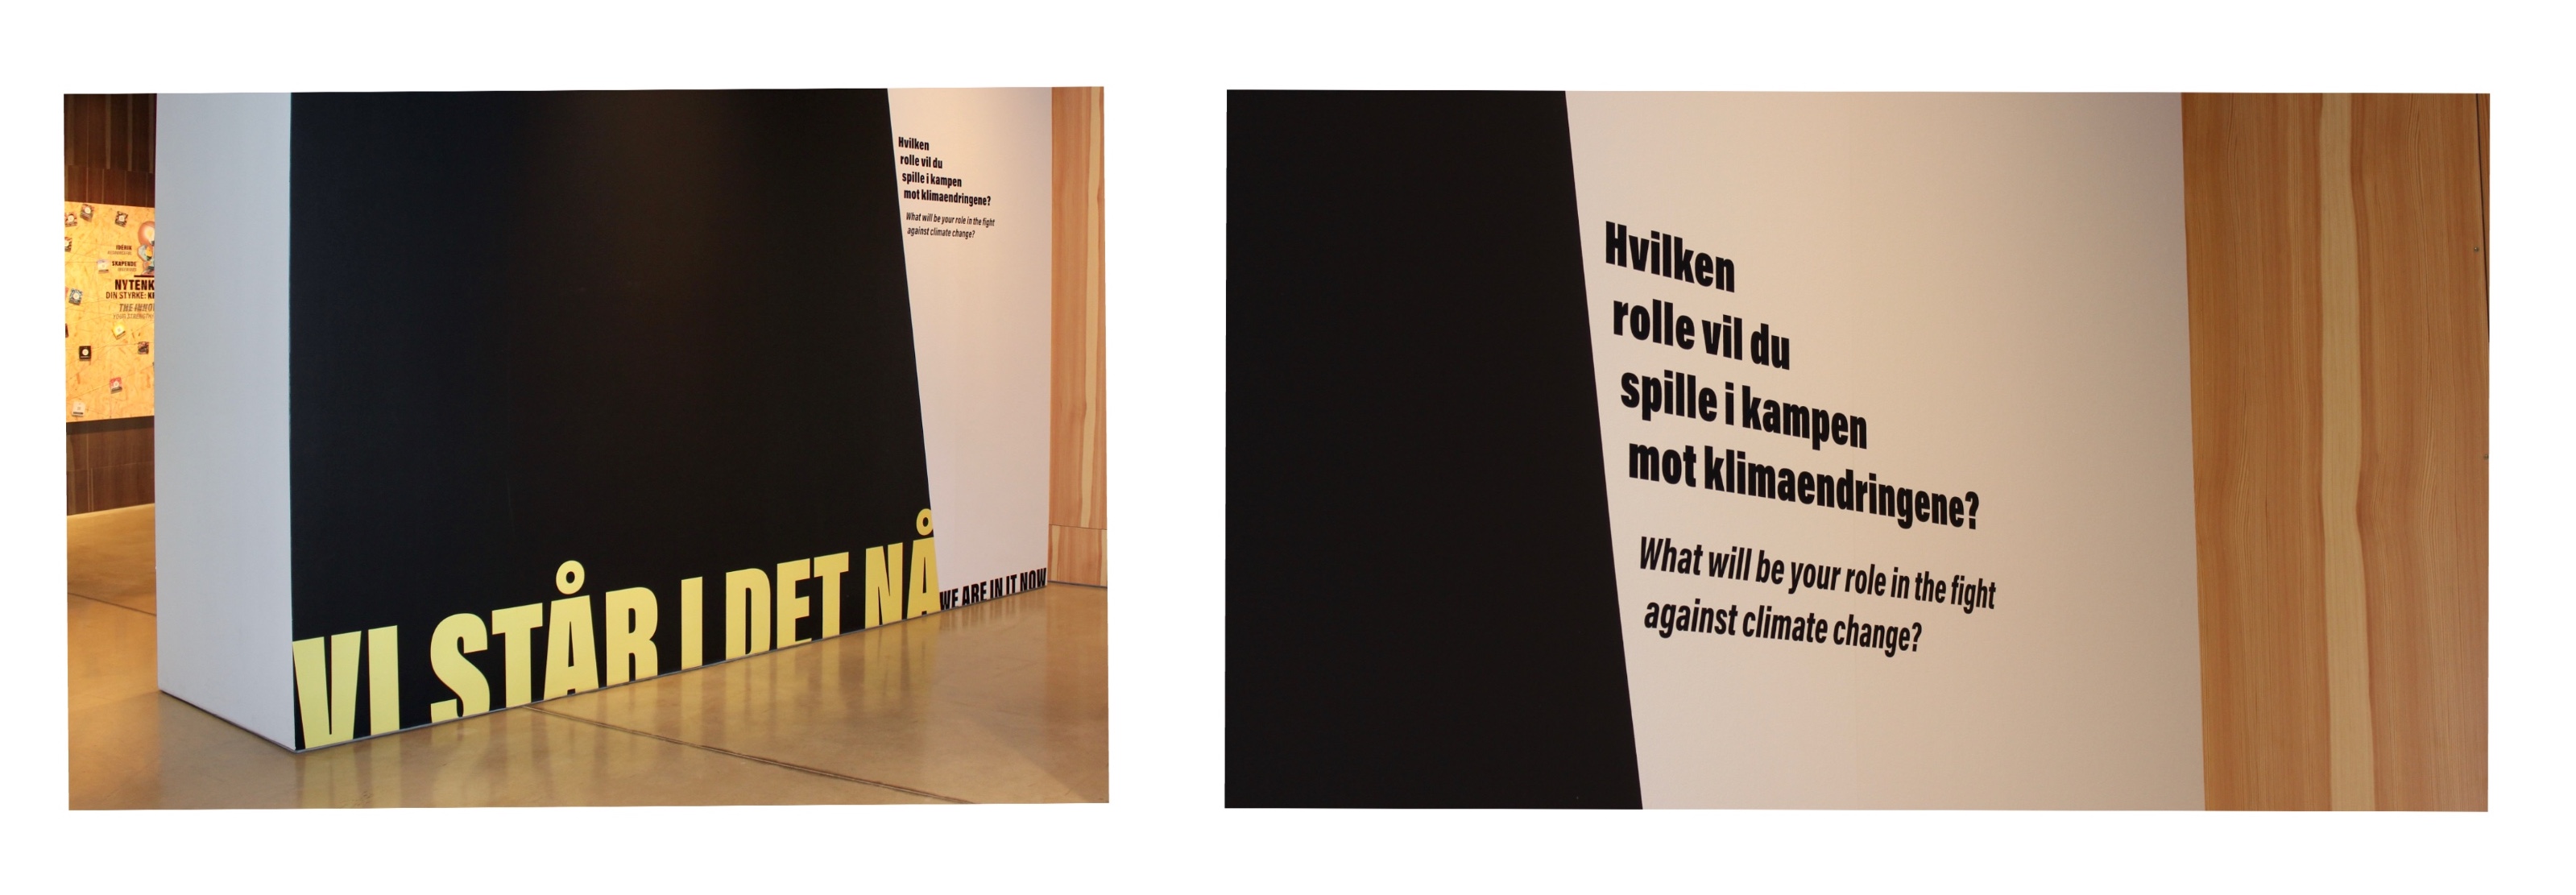 IDÉRIK
SKAPENDE
NYTENK
DIN STYRKE:
THE INNO
Hvilken
rolle vil du
spille i kampen
mot klimaendringene?
What will be your role in the fight
against climate change?
VI STÅR I DET NÅ
WE ARE IN IT NOW
Hvilken
rolle vil du
spille i kampen
mot klimaendringene?
What will be your role in the fight
against climate change?